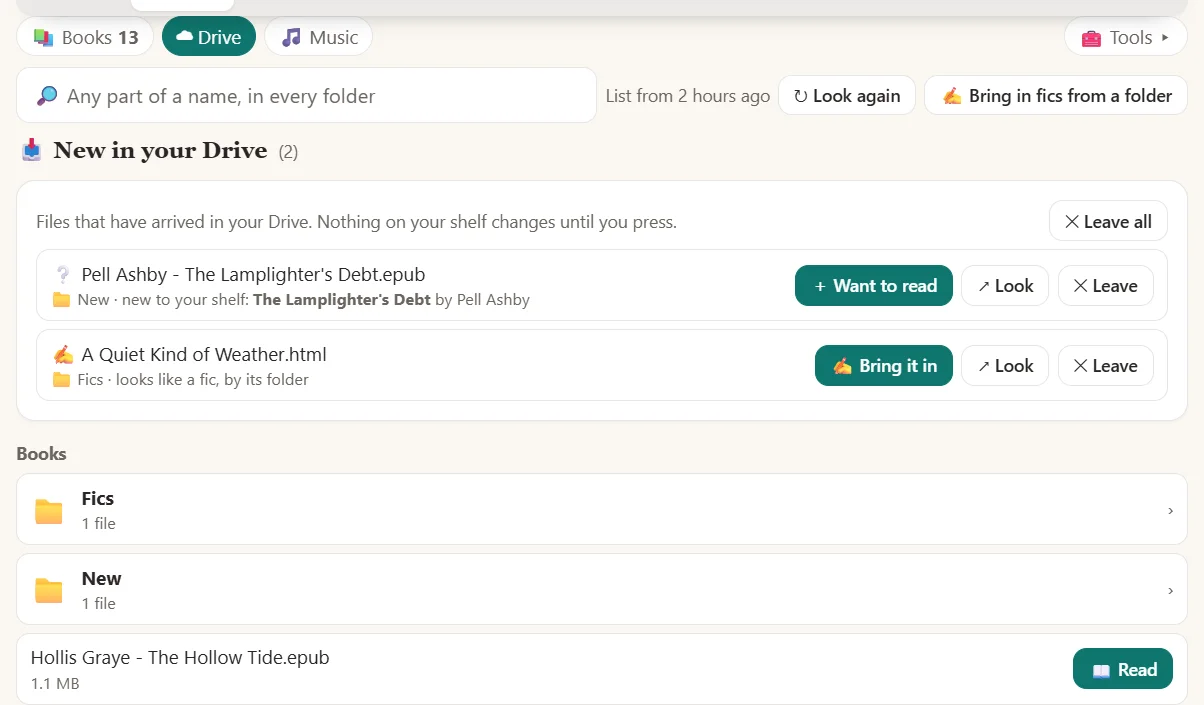 Books 13
Drive
Music
Tools ▸
Any part of a name, in every folder
List from 2 hours ago
↻ Look again
Bring in fics from a folder
New in your Drive (2)
Files that have arrived in your Drive. Nothing on your shelf changes until you press.
✕ Leave all
Pell Ashby - The Lamplighter's Debt.epub
New · new to your shelf: The Lamplighter's Debt by Pell Ashby
+ Want to read
↗ Look
✕ Leave
A Quiet Kind of Weather.html
Fics · looks like a fic, by its folder
Bring it in
↗ Look
✕ Leave
Books
Fics
1 file
›
New
1 file
›
Hollis Graye - The Hollow Tide.epub
1.1 MB
Read